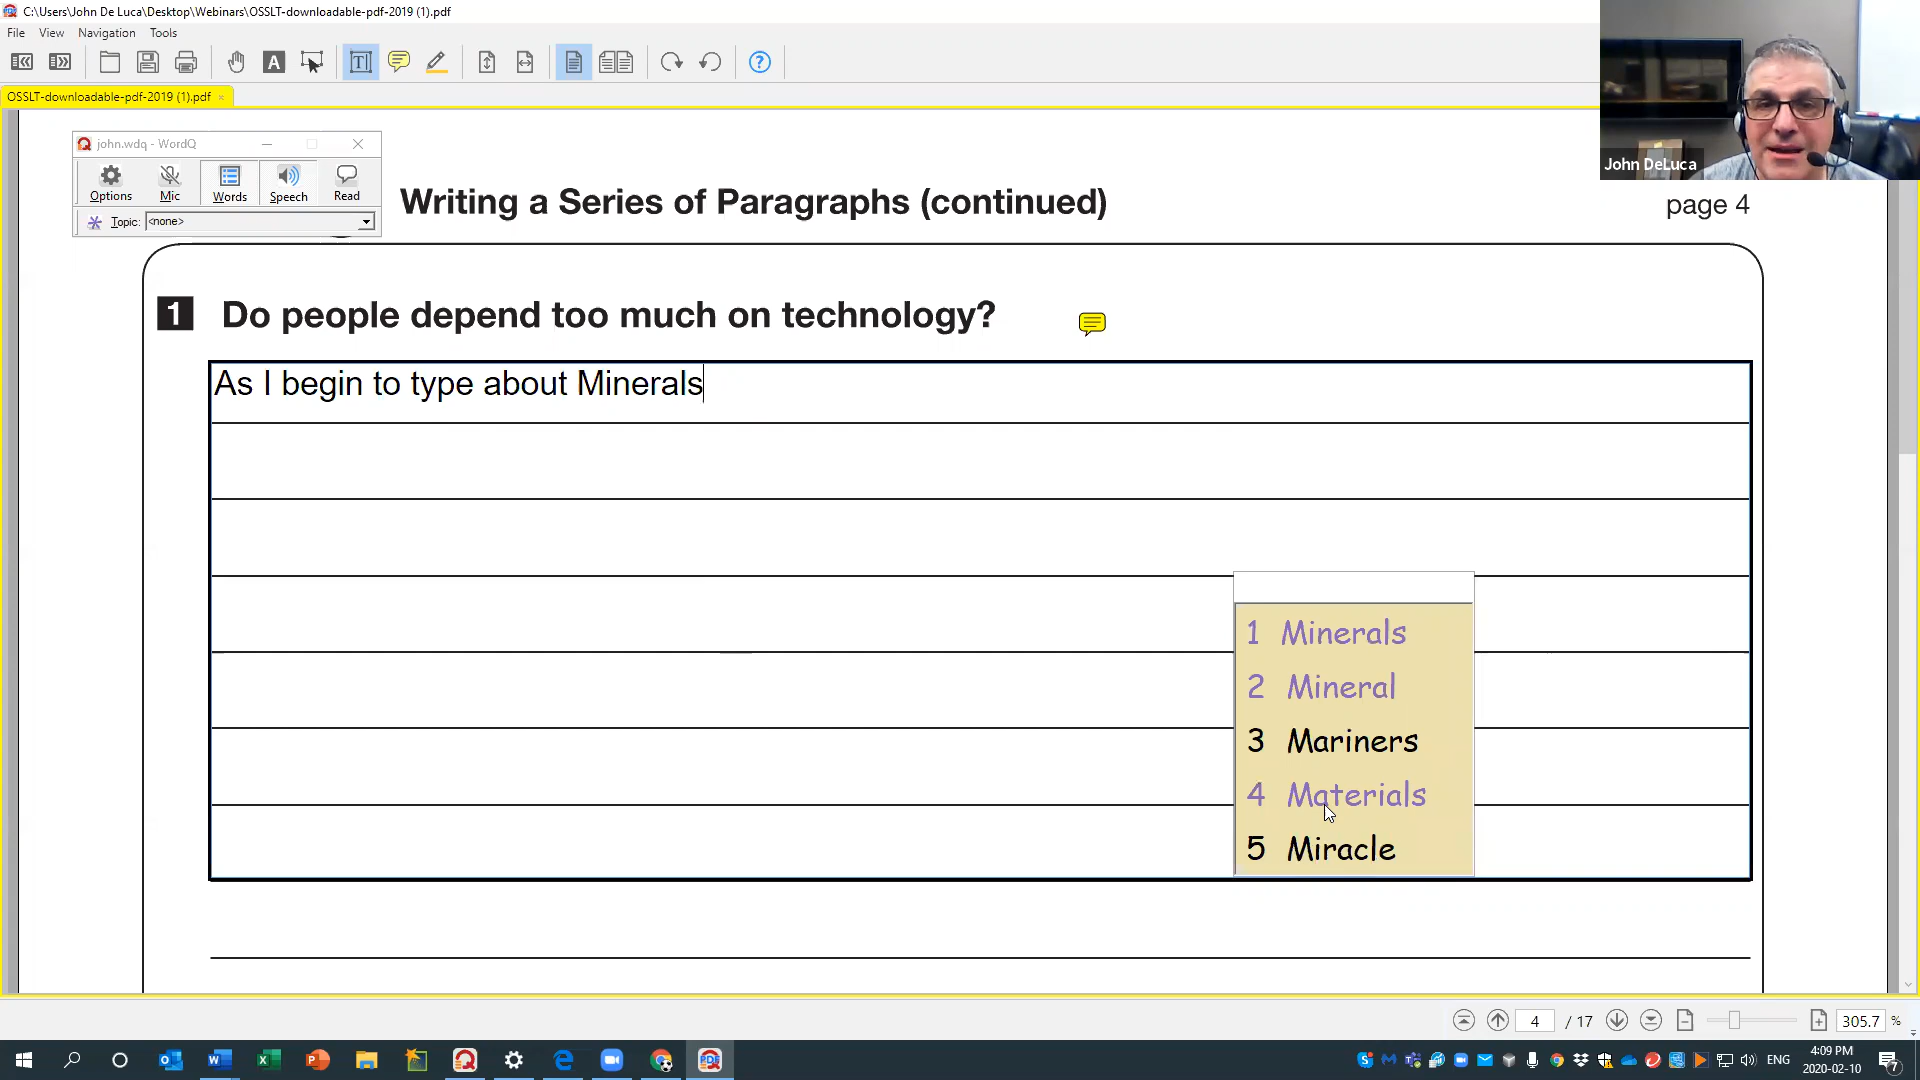 C:\Users\John De Luca\Desktop\Webinars\OSSLT-downloadable-pdf-2019 (1).pdf
File View Navigation Tools
OSSLT-downloadable-pdf-2019 (1).pdf
John DeLuca
john.wdq - WordQ
Options Mic Words Speech Read
Topic: <none>
Writing a Series of Paragraphs (continued)
page 4
1 Do people depend too much on technology?
As I begin to type about Minerals
1 Minerals
2 Mineral
3 Mariners
4 Materials
5 Miracle
4 / 17
305.7 %
ENG
4:09 PM
2020-02-10
7